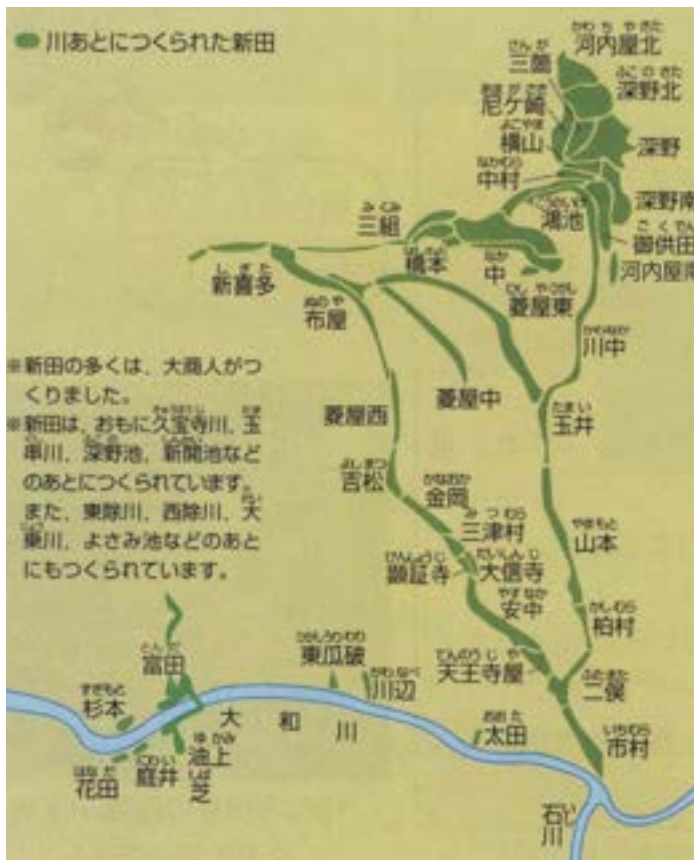 川あとにつくられた新田
河内屋北
三箇
深野北
尼ケ崎
横山
深野
中村
深野南
鴻池
三組
御供田
橋本
中
河内屋南
新喜多
菱屋東
布屋
川中
※新田の多くは、大商人がつ
くりました。
菱屋中
菱屋西
玉井
※新田は、おもに久宝寺川、玉
串川、深野池、新開池など
のあとにつくられています。
また、東除川、西除川、大
乗川、よさみ池などのあと
にもつくられています。
吉松
金岡
三津村
山本
顕証寺
大信寺
安中
柏村
富田
東瓜破
川辺
天王寺屋
二俣
杉本
大和川
太田
市村
花田
庭井
油上
芝
石川